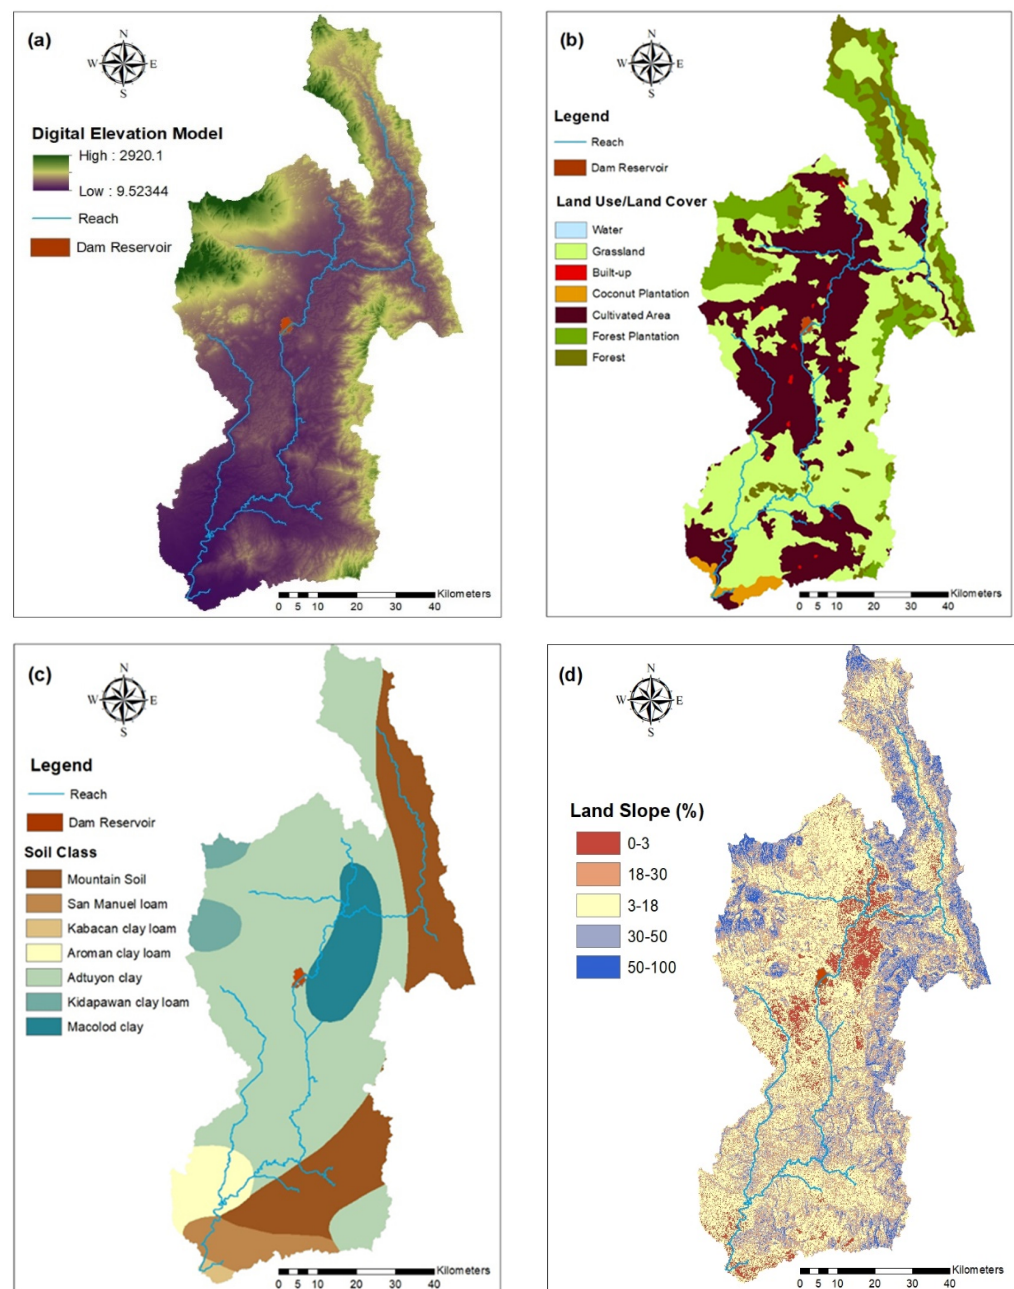 (a)
N
W E
S
Digital Elevation Model
High : 2920.1
Low : 9.52344
Reach
Dam Reservoir
Kilometers
0 5 10 20 30 40
(b)
N
W E
S
Legend
Reach
Dam Reservoir
Land Use/Land Cover
Water
Grassland
Built-up
Coconut Plantation
Cultivated Area
Forest Plantation
Forest
Kilometers
0 5 10 20 30 40
(c)
N
W E
S
Legend
Reach
Dam Reservoir
Soil Class
Mountain Soil
San Manuel loam
Kabacan clay loam
Aroman clay loam
Adtuyon clay
Kidapawan clay loam
Macolod clay
Kilometers
0 5 10 20 30 40
(d)
N
W E
S
Land Slope (%)
0-3
18-30
3-18
30-50
50-100
Kilometers
0 5 10 20 30 40